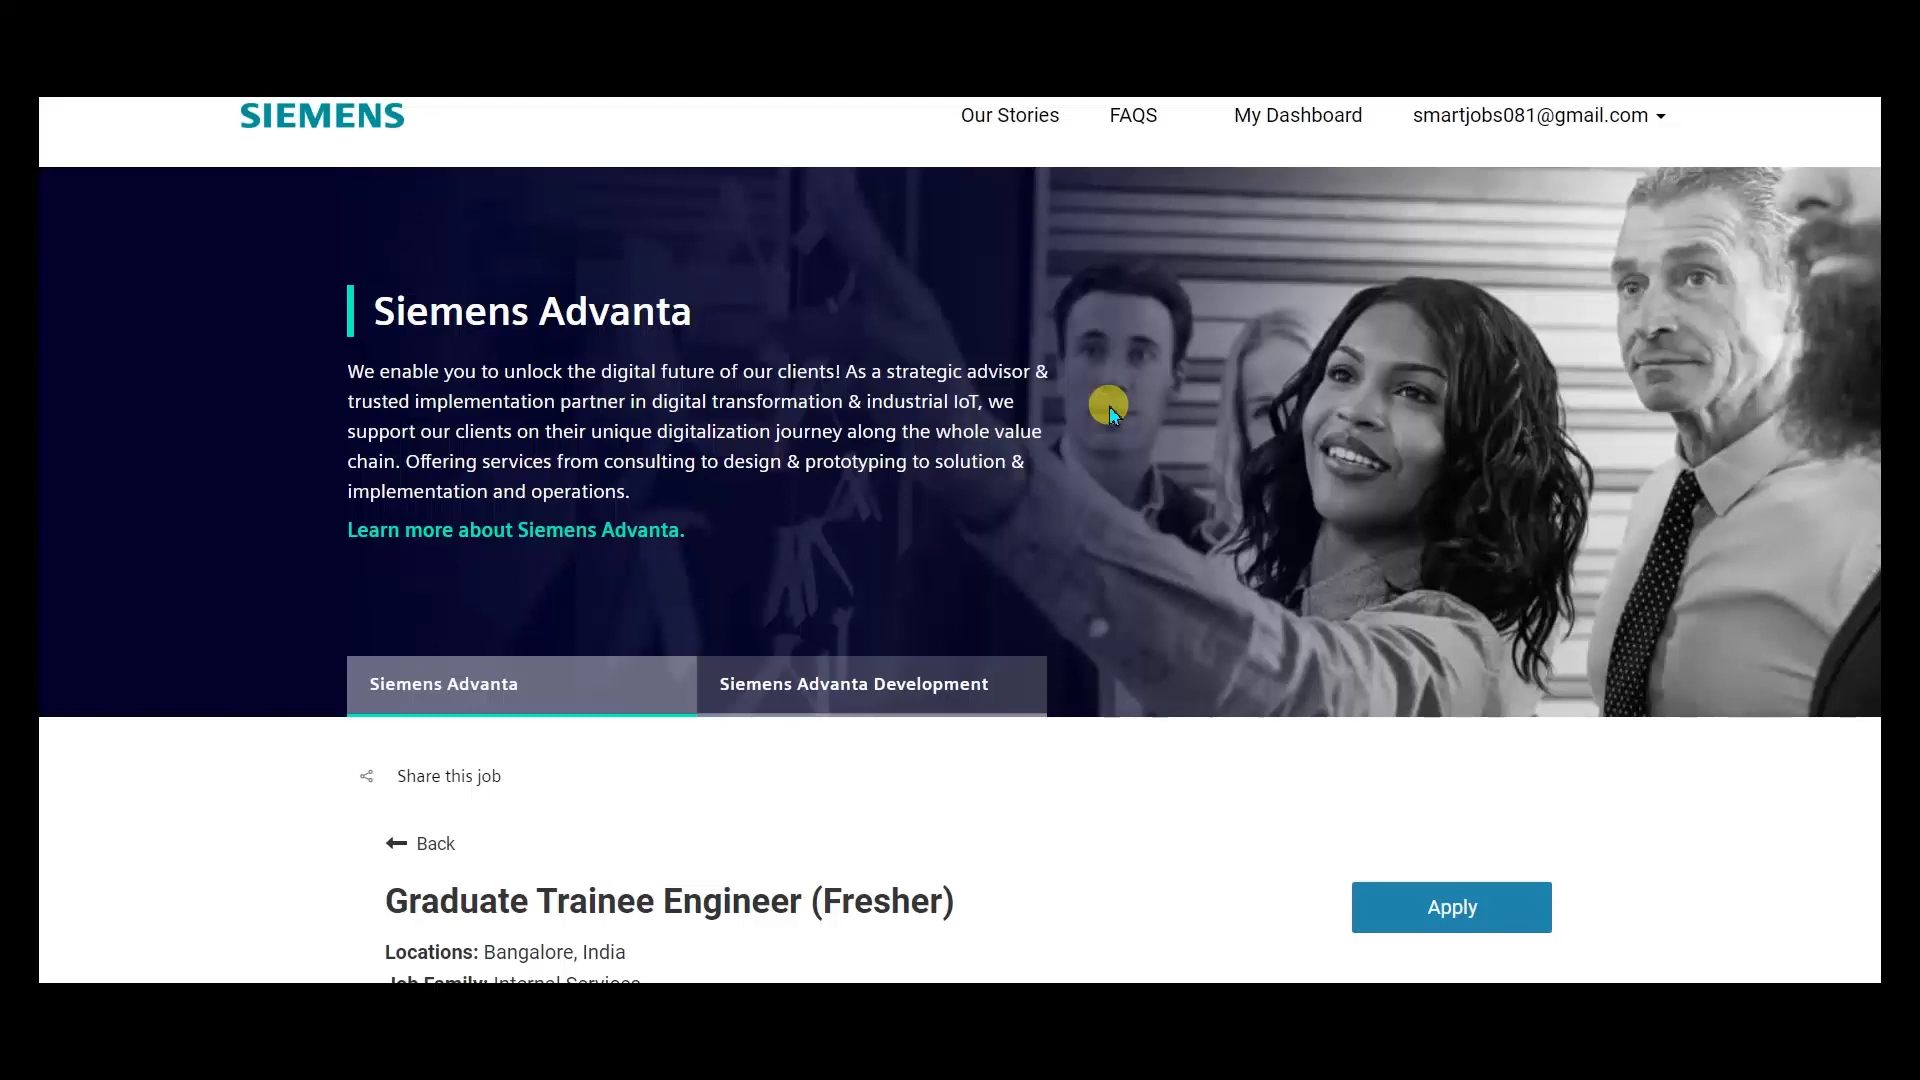 SIEMENS
Our Stories
FAQS
My Dashboard
smartjobs081@gmail.com
Siemens Advanta
We enable you to unlock the digital future of our clients! As a strategic advisor &
trusted implementation partner in digital transformation & industrial IoT, we
support our clients on their unique digitalization journey along the whole value
chain. Offering services from consulting to design & prototyping to solution &
implementation and operations.
Learn more about Siemens Advanta.
Siemens Advanta
Siemens Advanta Development
Share this job
Back
Graduate Trainee Engineer (Fresher)
Apply
Locations: Bangalore, India
Job Family: Internal Services